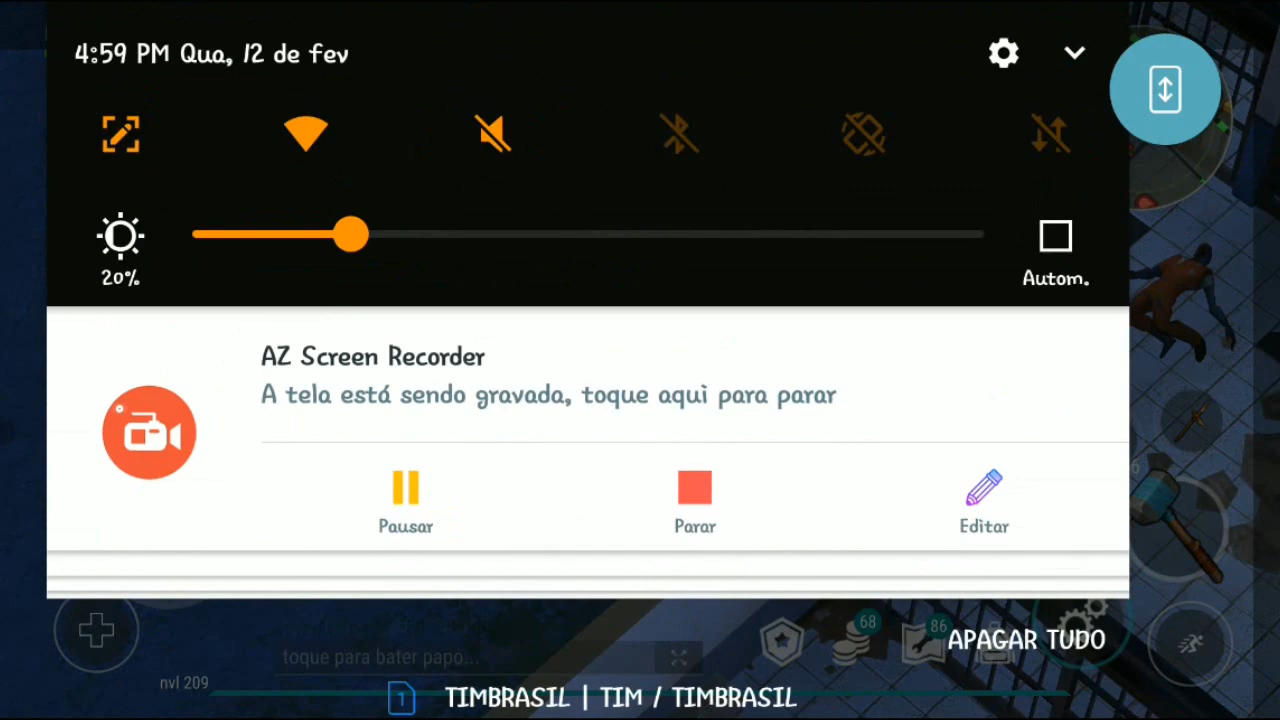 4:59 PM Qua, 12 de fev
20%
Autom.
AZ Screen Recorder
A tela está sendo gravada, toque aqui para parar
Pausar
Parar
Editar
68
86
APAGAR TUDO
toque para bater papo...
nvl 209
1
TIMBRASIL | TIM / TIMBRASIL